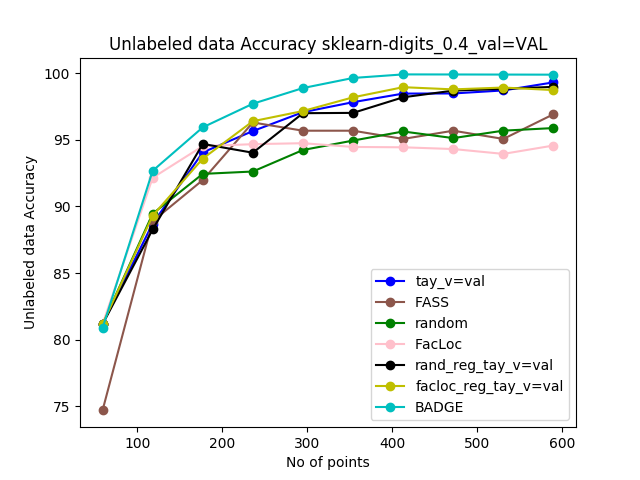 Unlabeled data Accuracy sklearn-digits_0.4_val=VAL
Unlabeled data Accuracy
100
95
90
85
80
75
tay_v=val
FASS
random
FacLoc
rand_reg_tay_v=val
facloc_reg_tay_v=val
BADGE
100
200
300
400
500
600
No of points